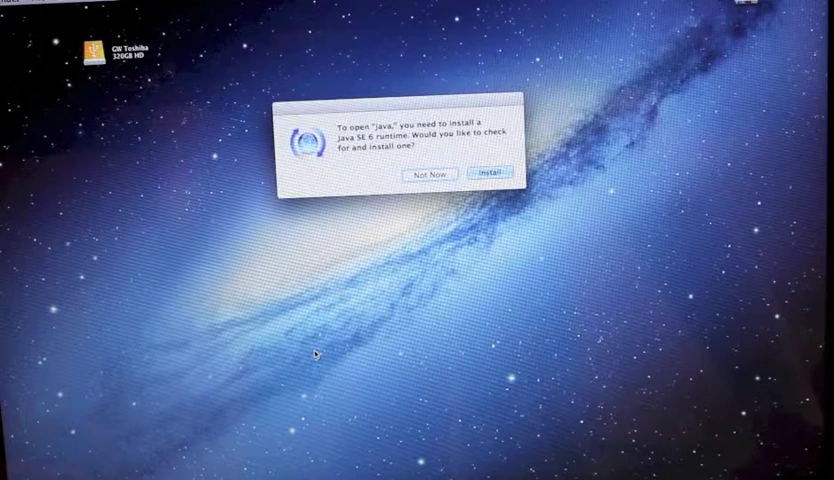 GW Toshiba
320GB HD
To open "java," you need to install a
Java SE 6 runtime. Would you like to check
for and install one?
Not Now
Install